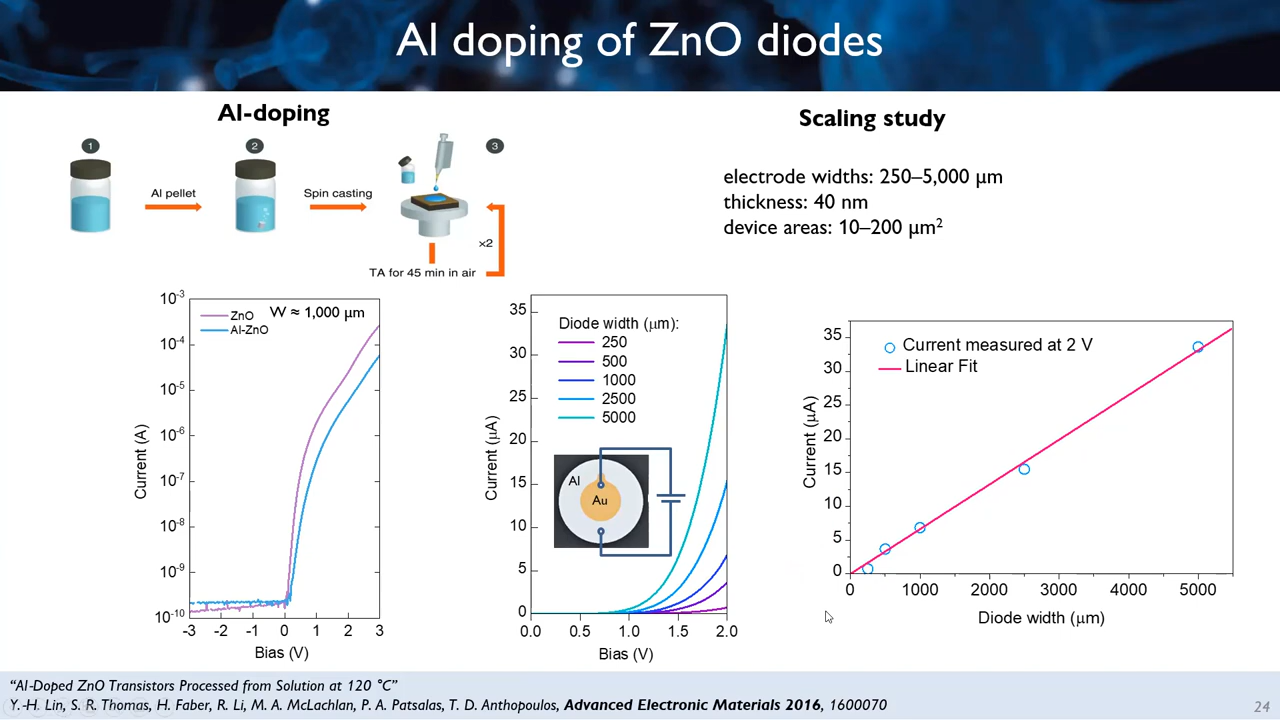 Al doping of ZnO diodes
Al-doping
1
2
3
Al pellet
Spin casting
x2
TA for 45 min in air
Scaling study
electrode widths: 250–5,000 μm
thickness: 40 nm
device areas: 10–200 μm²
ZnO
Al-ZnO
W ≈ 1,000 μm
10⁻³
10⁻⁴
10⁻⁵
10⁻⁶
10⁻⁷
10⁻⁸
10⁻⁹
10⁻¹⁰
Current (A)
-3 -2 -1 0 1 2 3
Bias (V)
Diode width (μm):
250
500
1000
2500
5000
Al
Au
35
30
25
20
15
10
5
0
Current (μA)
0.0 0.5 1.0 1.5 2.0
Bias (V)
Current measured at 2 V
Linear Fit
35
30
25
20
15
10
5
0
Current (μA)
0 1000 2000 3000 4000 5000
Diode width (μm)
“Al-Doped ZnO Transistors Processed from Solution at 120 °C”
Y. -H. Lin, S. R. Thomas, H. Faber, R. Li, M. A. McLachlan, P. A. Patsalas, T. D. Anthopoulos, Advanced Electronic Materials 2016, 1600070
24